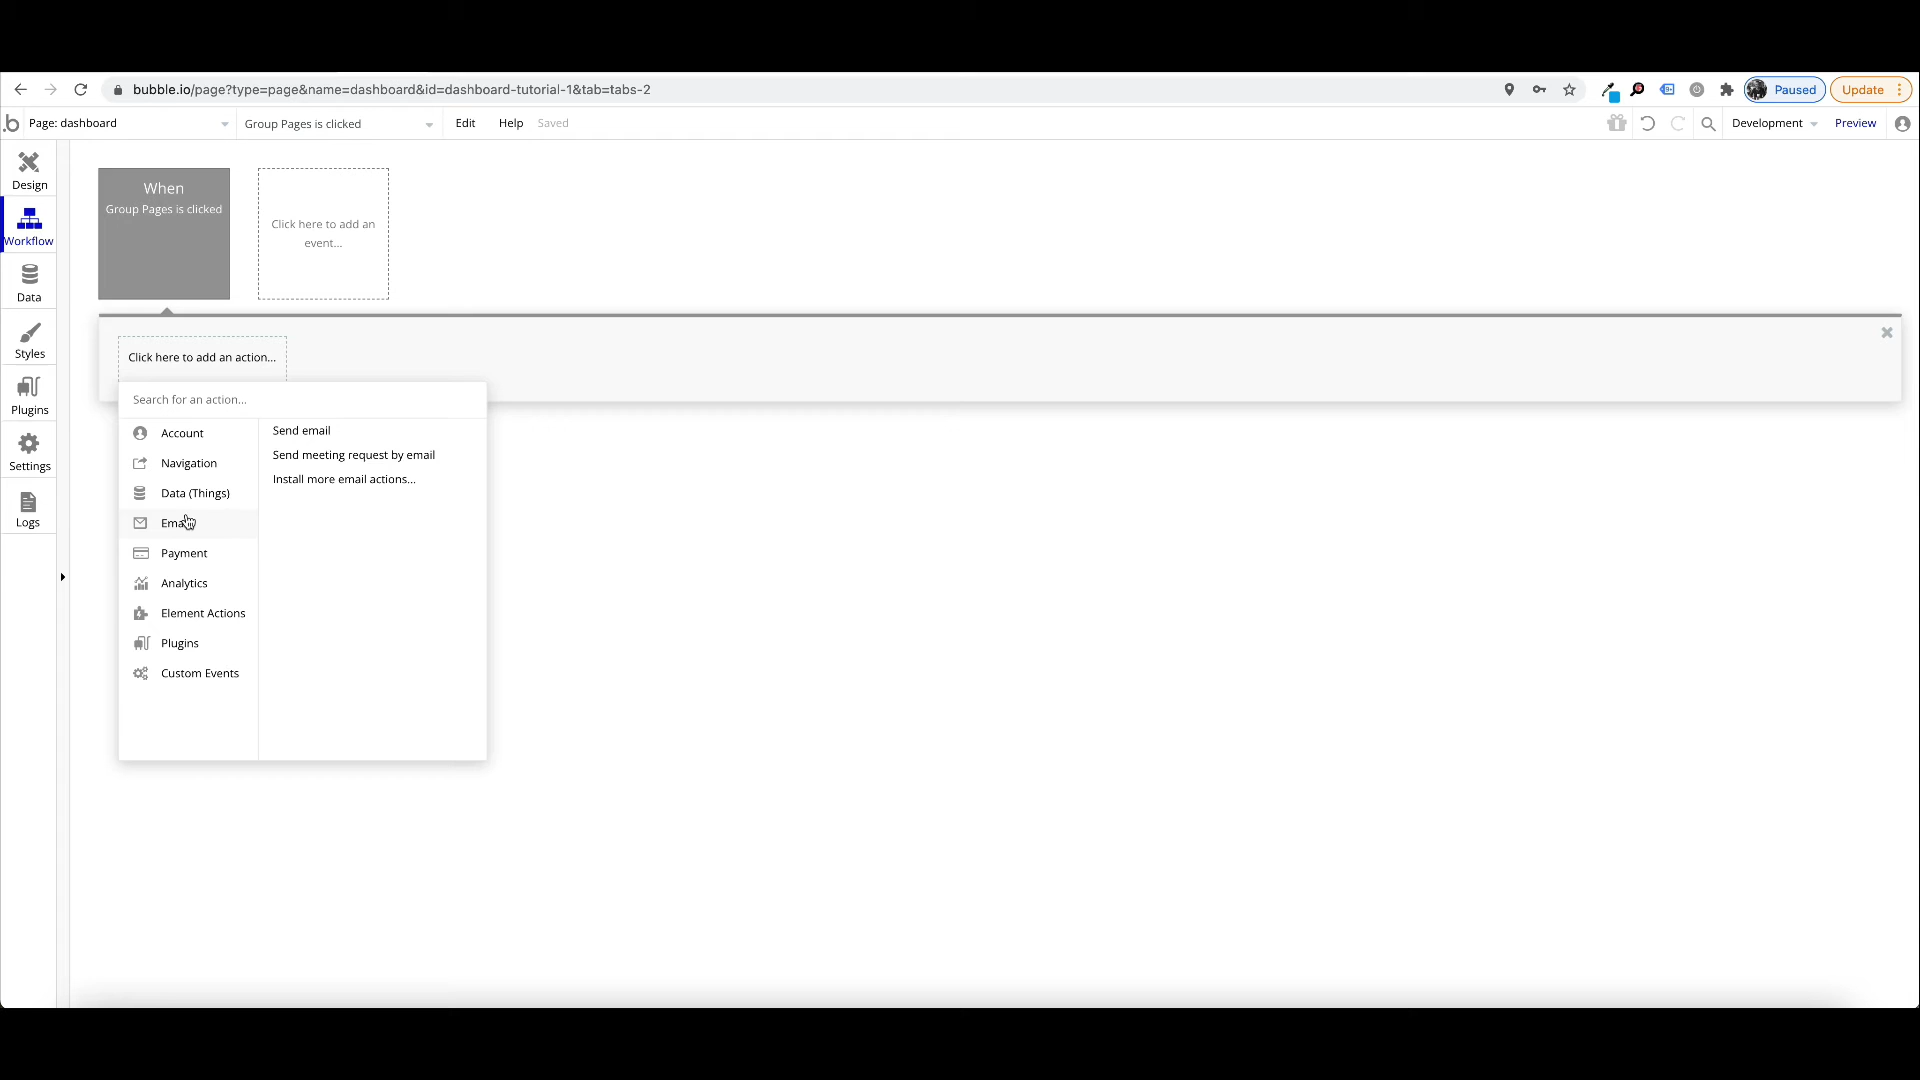 bubble.io/page?type=page&name=dashboard&id=dashboard-tutorial-1&tab=tabs-2
Paused
Update
b
Page: dashboard
Group Pages is clicked
Edit
Help
Saved
Development
Preview
Design
Workflow
Data
Styles
Plugins
Settings
Logs
When
Group Pages is clicked
Click here to add an
event...
Click here to add an action...
Search for an action...
Account
Navigation
Data (Things)
Email
Payment
Analytics
Element Actions
Plugins
Custom Events
Send email
Send meeting request by email
Install more email actions...